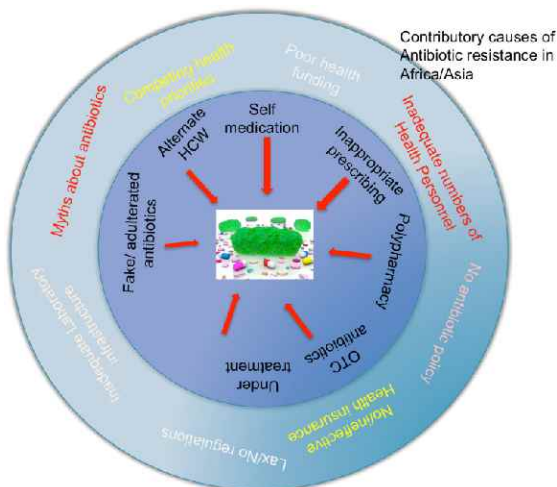 Contributory causes of
Antibiotic resistance in
Africa/Asia
Poor health
funding
Inadequate numbers of
Health Personnel
No antibiotic policy
No/ineffective
Health insurance
Lax/No regulations
Inadequate Laboratory
infrastructure
Myths about antibiotics
Competing health
priorities
Self
medication
Inappropriate
prescribing
Polypharmacy
OTC
antibiotics
Under
treatment
Fake/ adulterated
antibiotics
Alternate
HCW